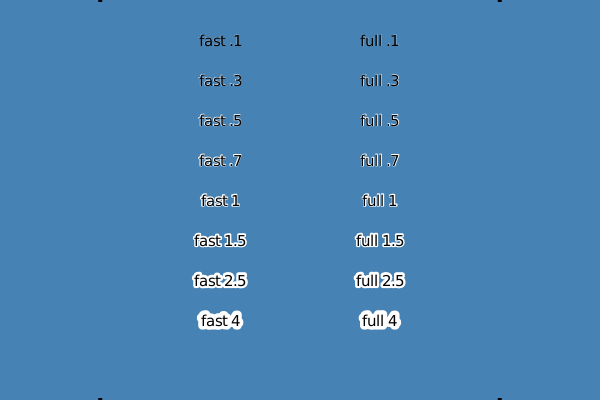 fast .1 full .1
fast .3 full .3
fast .5 full .5
fast .7 full .7
fast 1 full 1
fast 1.5 full 1.5
fast 2.5 full 2.5
fast 4 full 4